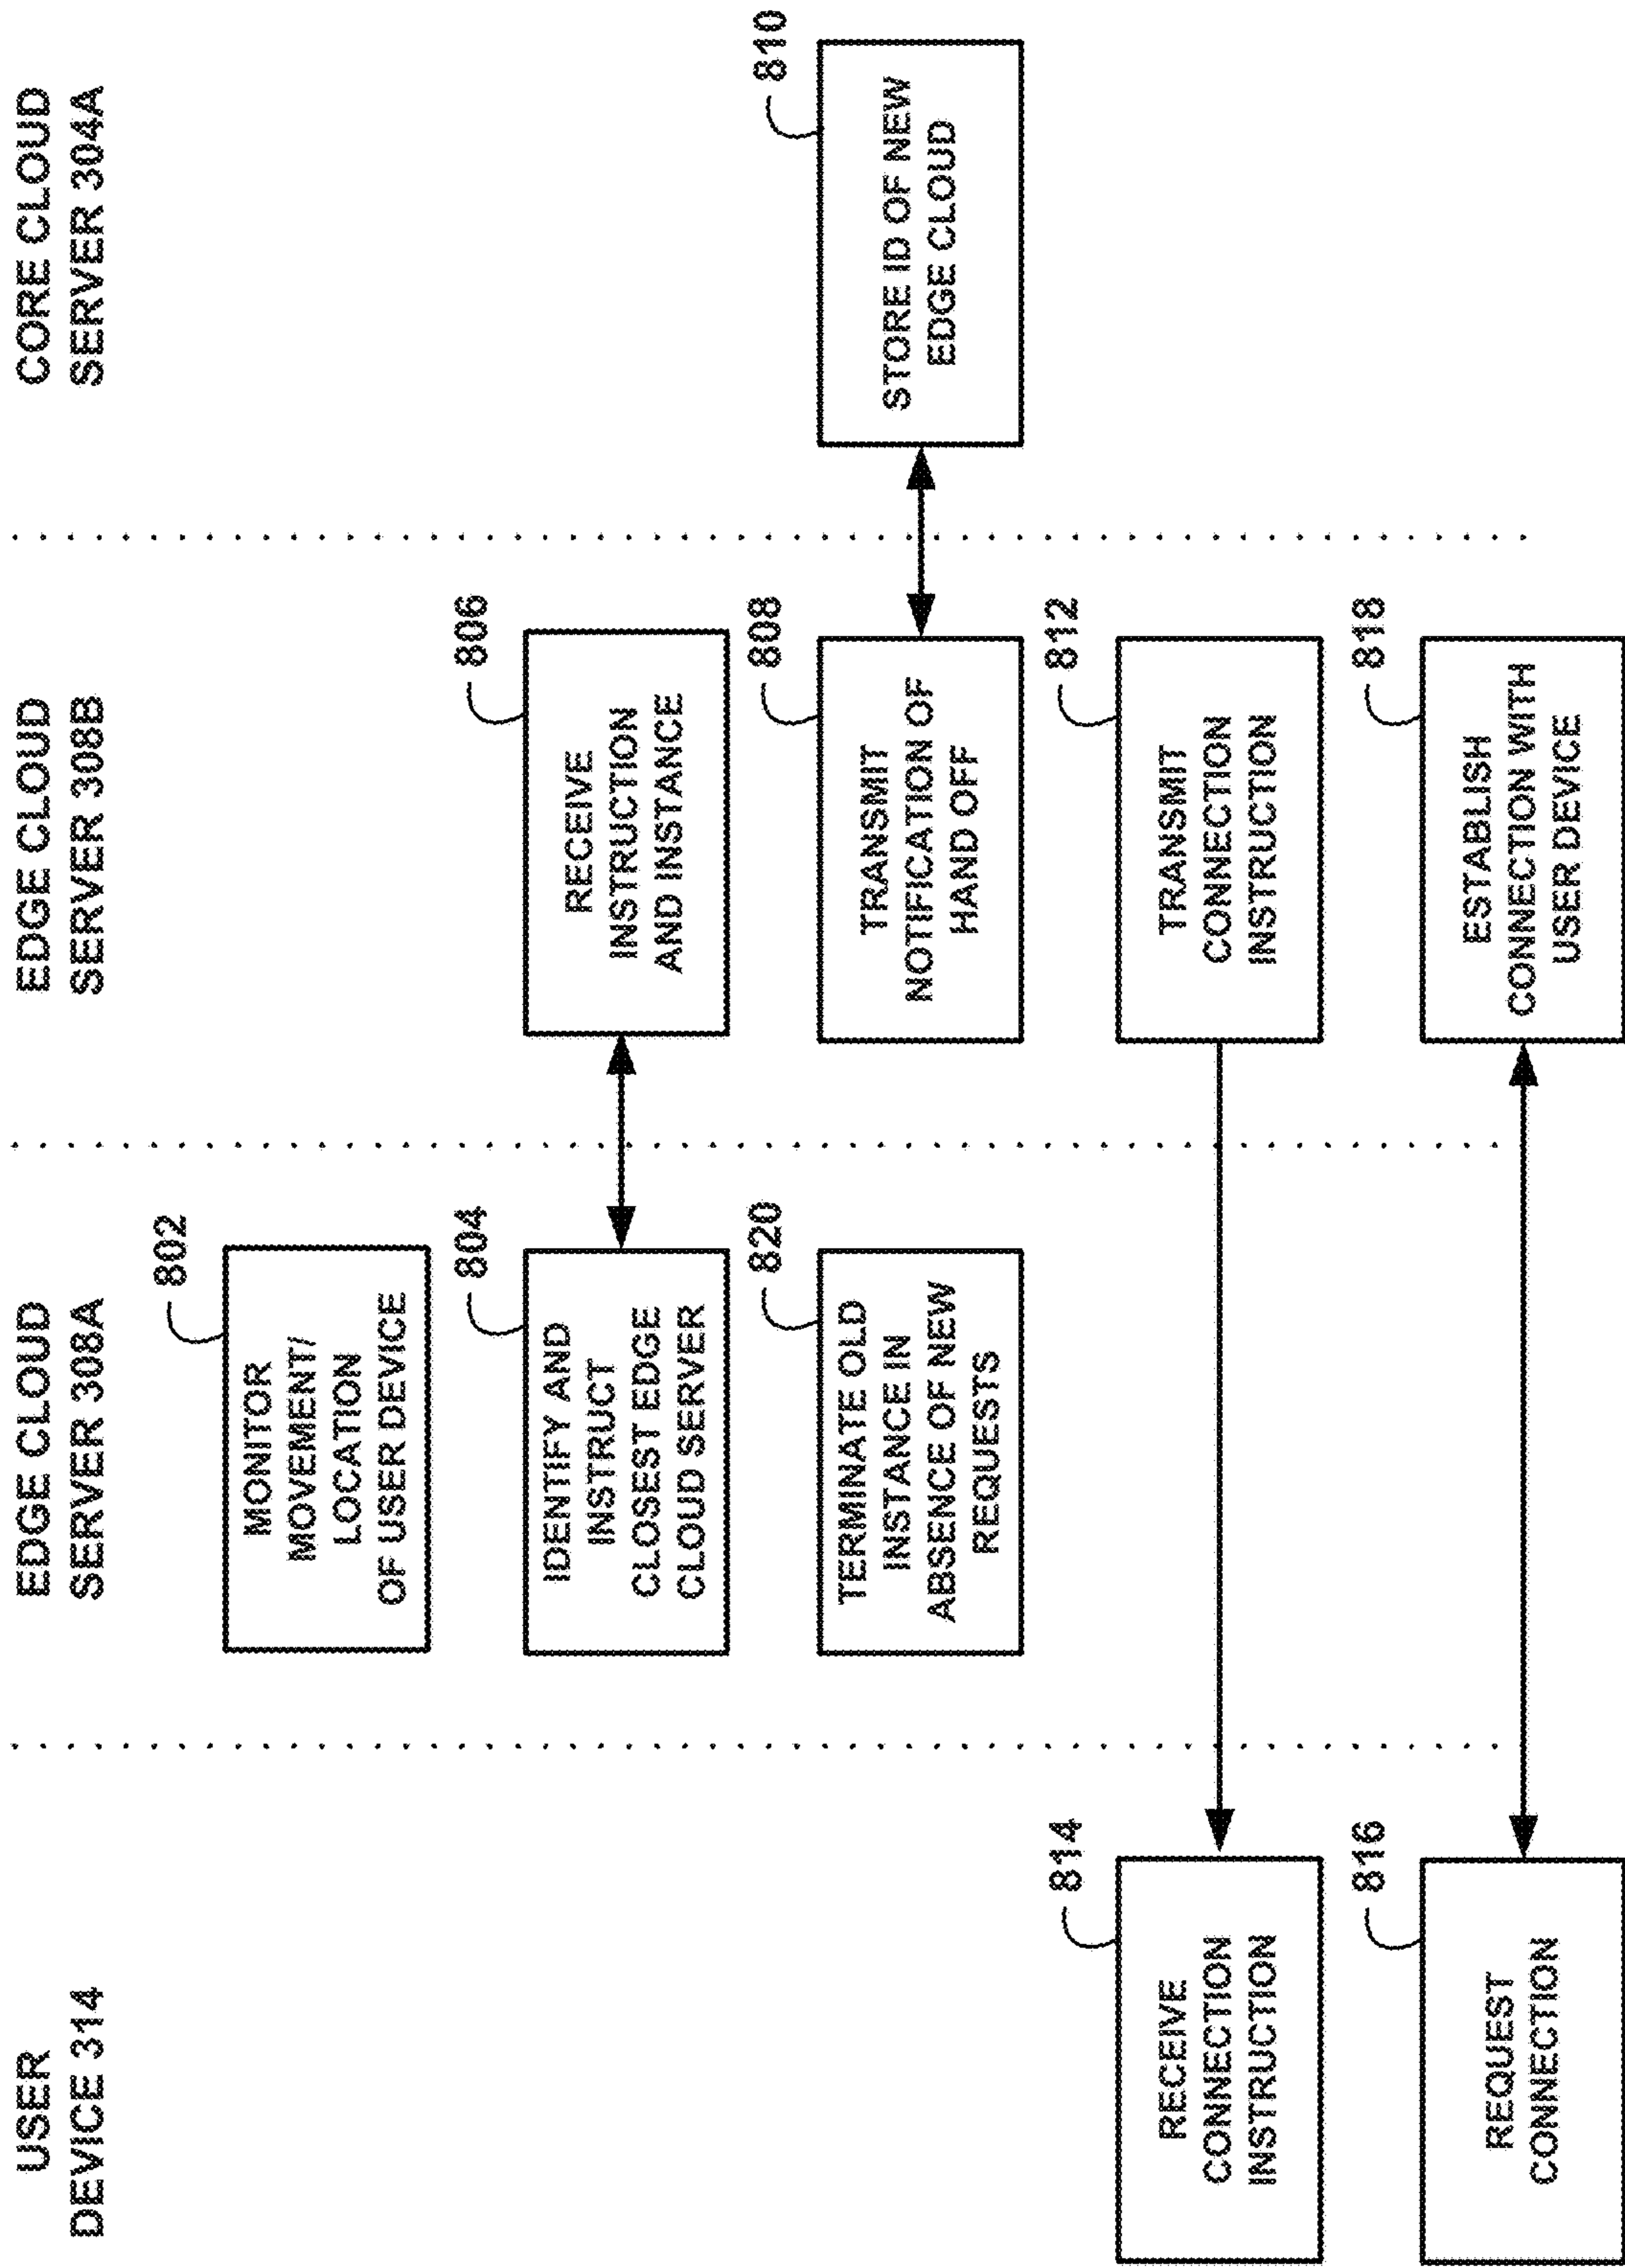 USER
DEVICE 314
EDGE CLOUD
SERVER 308A
EDGE CLOUD
SERVER 308B
CORE CLOUD
SERVER 304A
802
MONITOR
MOVEMENT/
LOCATION
OF USER DEVICE
804
IDENTIFY AND
INSTRUCT
CLOSEST EDGE
CLOUD SERVER
806
RECEIVE
INSTRUCTION
AND INSTANCE
820
TERMINATE OLD
INSTANCE IN
ABSENCE OF NEW
REQUESTS
808
TRANSMIT
NOTIFICATION OF
HAND OFF
810
STORE ID OF NEW
EDGE CLOUD
814
RECEIVE
CONNECTION
INSTRUCTION
812
TRANSMIT
CONNECTION
INSTRUCTION
816
REQUEST
CONNECTION
818
ESTABLISH
CONNECTION WITH
USER DEVICE